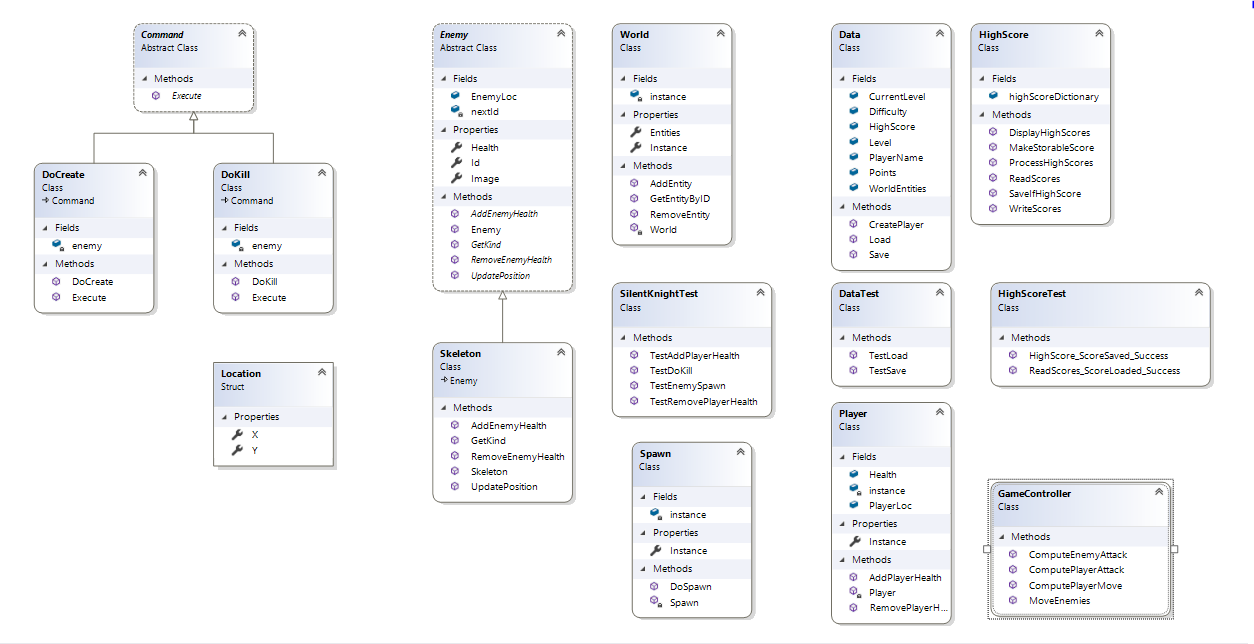 Command
Abstract Class
Methods
Execute
DoCreate
Class
Command
Fields
enemy
Methods
DoCreate
Execute
DoKill
Class
Command
Fields
enemy
Methods
DoKill
Execute
Location
Struct
Properties
X
Y
Enemy
Abstract Class
Fields
EnemyLoc
nextId
Properties
Health
Id
Image
Methods
AddEnemyHealth
Enemy
GetKind
RemoveEnemyHealth
UpdatePosition
Skeleton
Class
Enemy
Methods
AddEnemyHealth
GetKind
RemoveEnemyHealth
Skeleton
UpdatePosition
World
Class
Fields
instance
Properties
Entities
Instance
Methods
AddEntity
GetEntityByID
RemoveEntity
World
SilentKnightTest
Class
Methods
TestAddPlayerHealth
TestDoKill
TestEnemySpawn
TestRemovePlayerHealth
Spawn
Class
Fields
instance
Properties
Instance
Methods
DoSpawn
Spawn
Data
Class
Fields
CurrentLevel
Difficulty
HighScore
Level
PlayerName
Points
WorldEntities
Methods
CreatePlayer
Load
Save
DataTest
Class
Methods
TestLoad
TestSave
Player
Class
Fields
Health
instance
PlayerLoc
Properties
Instance
Methods
AddPlayerHealth
Player
RemovePlayerH...
HighScore
Class
Fields
highScoreDictionary
Methods
DisplayHighScores
MakeStorableScore
ProcessHighScores
ReadScores
SaveIfHighScore
WriteScores
HighScoreTest
Class
Methods
HighScore_ScoreSaved_Success
ReadScores_ScoreLoaded_Success
GameController
Class
Methods
ComputeEnemyAttack
ComputePlayerAttack
ComputePlayerMove
MoveEnemies